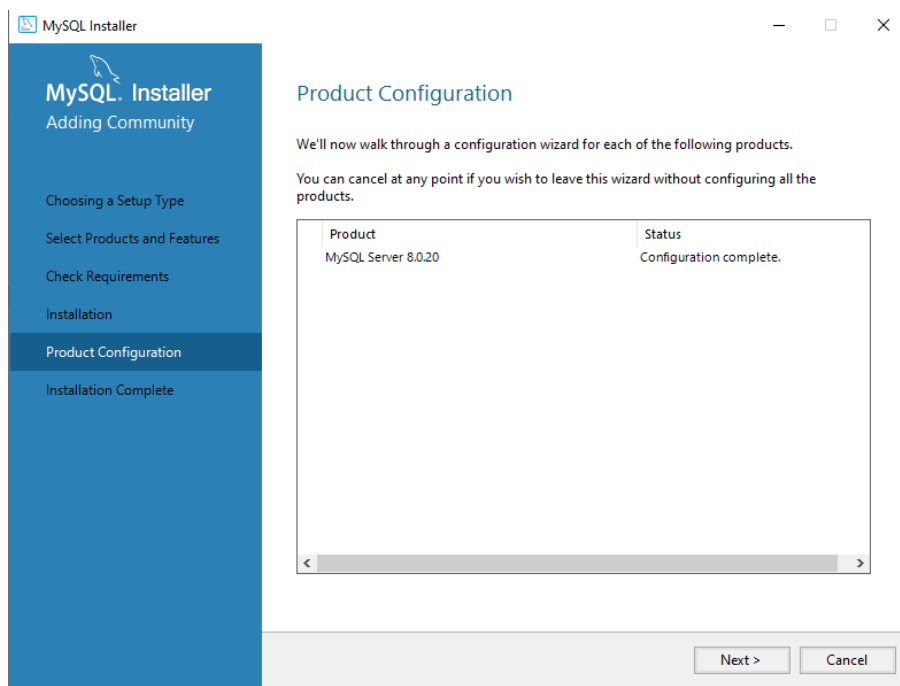 MySQL Installer
MySQL. Installer
Adding Community
Choosing a Setup Type
Select Products and Features
Check Requirements
Installation
Product Configuration
Installation Complete
Product Configuration
We'll now walk through a configuration wizard for each of the following products.
You can cancel at any point if you wish to leave this wizard without configuring all the
products.
Product Status
MySQL Server 8.0.20 Configuration complete.
Next > Cancel